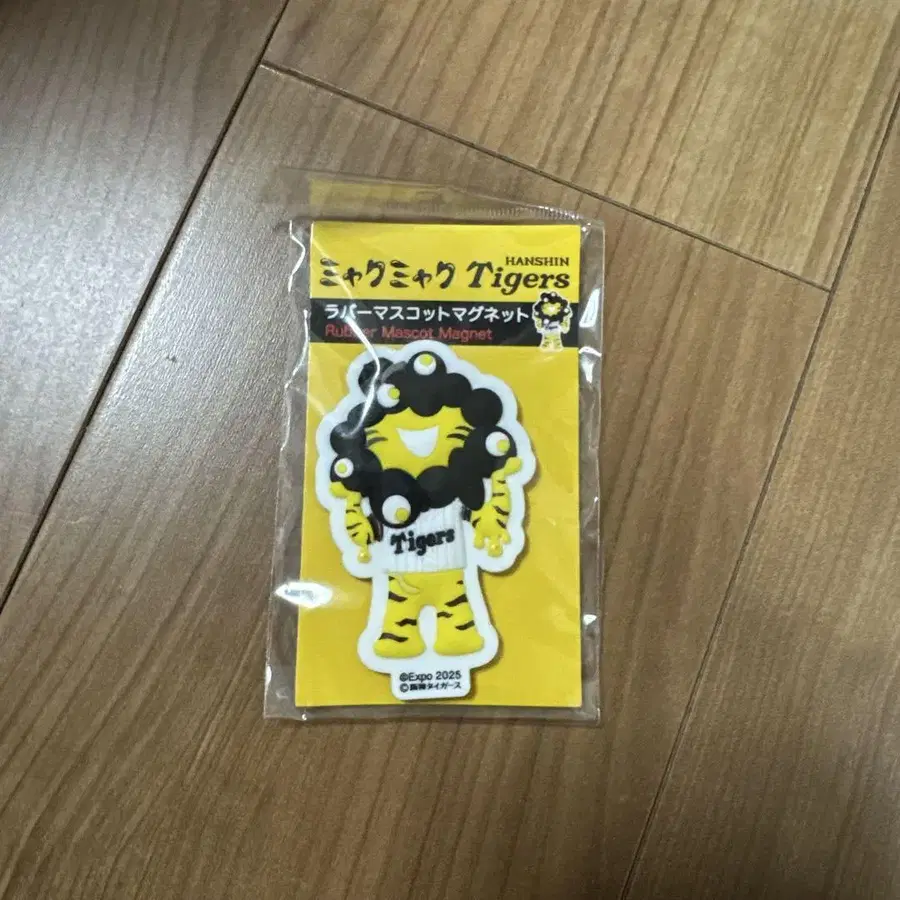 HANSHIN
ミャクミャク Tigers
ラバーマスコットマグネット
Rubber Mascot Magnet
Tigers
©Expo 2025
©阪神タイガース